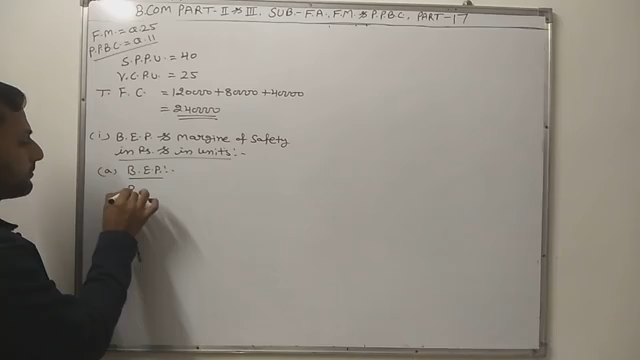 B.COM PART-II & III. SUB-F.A, F.M. & P.P.B.C. PART-17
F.M. = Q.25
P.P.B.C. = Q.11
S.P.P.U. = 40
V.C.P.U. = 25
T. F. C. = 120000 + 80000 + 40000
= 240000
(i) B.E.P. & Margine of Safety
in Rs. & in units :-
(a) B.E.P. :-